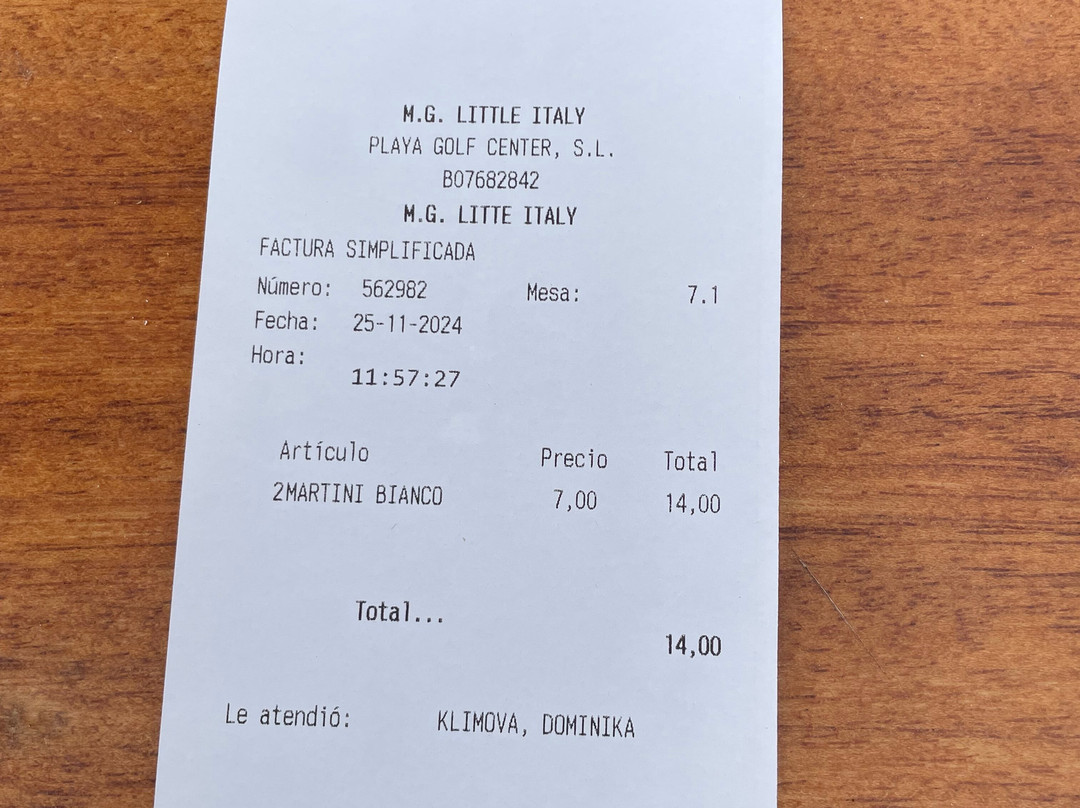 M.G. LITTLE ITALY
PLAYA GOLF CENTER, S.L.
B07682842
M.G. LITTE ITALY
FACTURA SIMPLIFICADA
Número: 562982 Mesa: 7.1
Fecha: 25-11-2024
Hora:
11:57:27
Artículo Precio Total
2MARTINI BIANCO 7,00 14,00
Total...
14,00
Le atendió: KLIMOVA, DOMINIKA